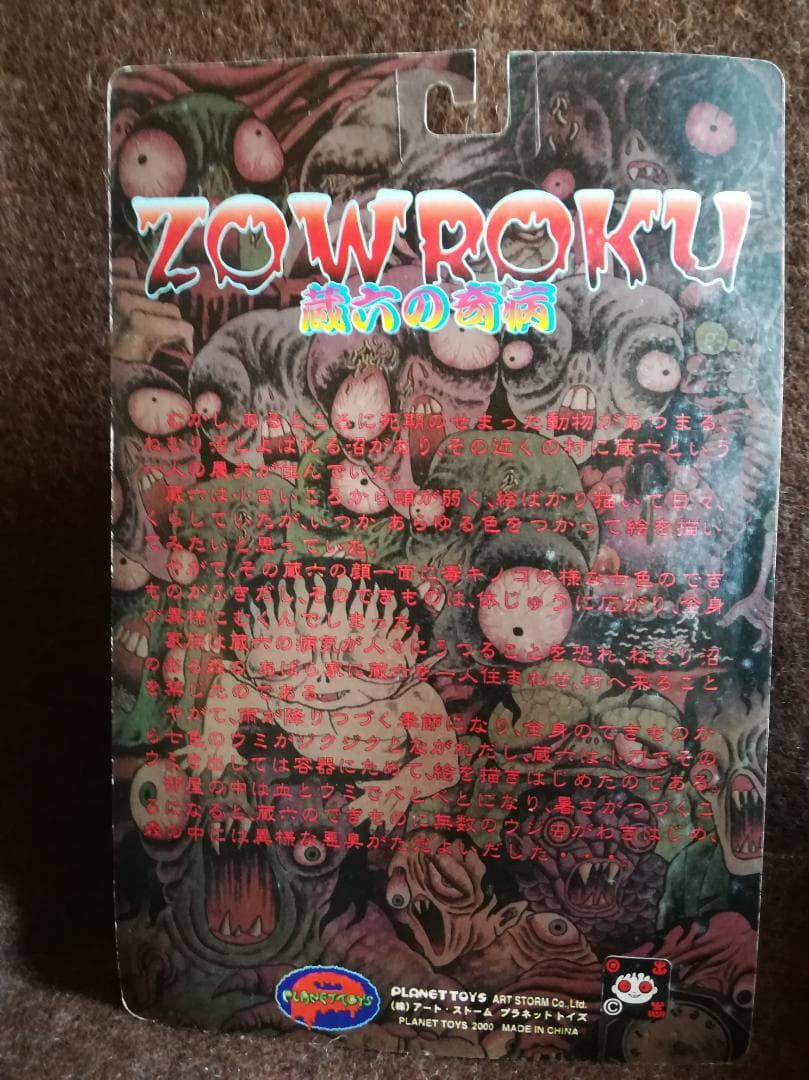 ZOWROKU
蔵六の奇病
むかし、あるところに死期のせまった動物があつまる、
ねむり沼とよばれる沼があり、その近くの村に蔵六という
一人の農夫が住んでいた。
蔵六は小さいころから頭が弱く、絵ばかり描いて日々、
くらしていたが、いつか あらゆる色をつかって絵を描い
てみたいと思っていた。
やがて、その蔵六の顔一面に毒キノコの様な七色のでき
ものがふきだし、そのできものは、体じゅうに広がり、全身
が異様にむくんでしまった。
家族は蔵六の病気が人々にうつることを恐れ、ねむり沼
のある森の、あばら家に蔵六を一人住まわせ、村へ来ること
を禁じたのである。
やがて、雨が降りつづく季節になり、全身のできものか
ら七色のウミがジクジクとながれだし、蔵六は小刀でその
ウミを出しては容器にためて、絵を描きはじめたのである。
部屋の中は血とウミでべとべとになり、暑さがつづくこ
ろになると、蔵六のできものに無数のウジ虫がわきはじめ、
森の中には異様な悪臭がただよいだした・・・。
PLANET TOYS
PLANET TOYS ART STORM Co.,Ltd.
(株)アート・ストーム プラネット トイズ
PLANET TOYS 2000 MADE IN CHINA
©